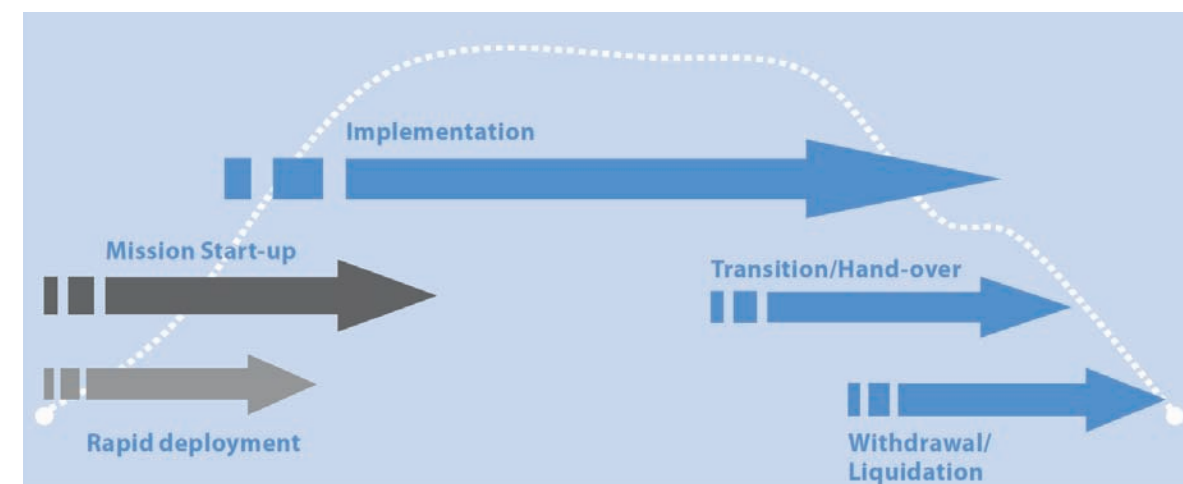 Implementation
Mission Start-up
Transition/Hand-over
Rapid deployment
Withdrawal/
Liquidation